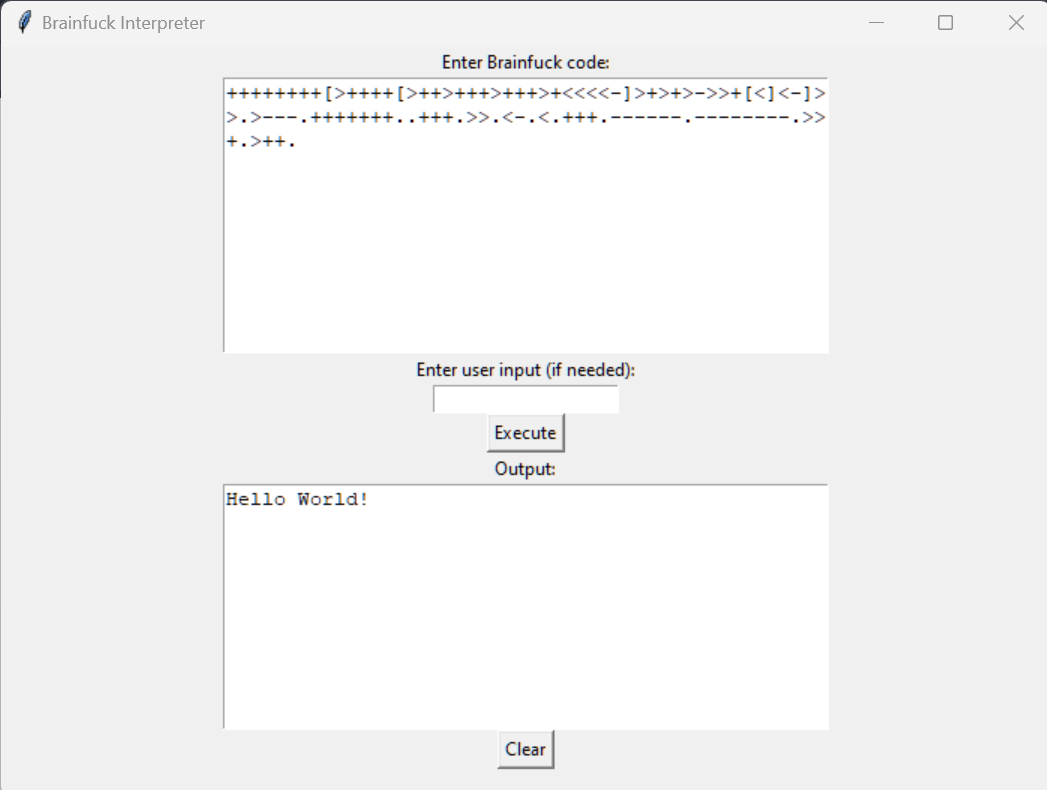 Brainfuck Interpreter
Enter Brainfuck code:
++++++++[>++++[>++>+++>+++>+<<<<-]>+>+>->>+[<]<-]>
>.>---.+++++++..+++.>>.<-.<.+++.------.--------.>>
+.>++.
Enter user input (if needed):
Execute
Output:
Hello World!
Clear